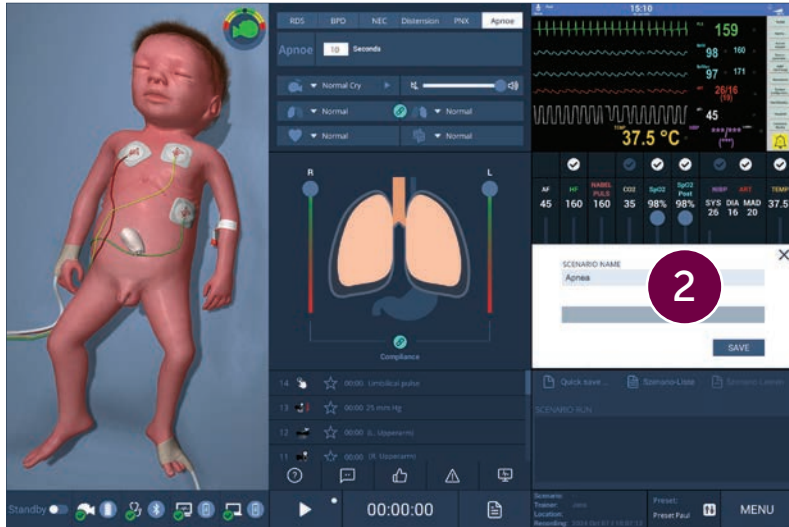 RDS BPD NEC Distension PNX Apnoe
Apnoe 10 Seconds
Normal Cry
Normal Normal
Normal Normal
R L
Compliance
14 00:00 Umbilical pulse
13 00:00 25 mm Hg
12 00:00 (L. Upperarm)
11 00:00 (R. Upperarm)
Standby
00:00:00
15:10
159
98 160
97 171
26/16
(19)
45
TEMP
37.5 °C
***/***
(***)
AF HF NABEL PULS CO2 SpO2 SpO2 Post NIBP ART TEMP
45 160 160 35 98% 98% SYS DIA MAD 37.5
26 16 20
SCENARIO NAME
Apnea
2
SAVE
Quick save... Szenario-Liste
SCENARIO RUN
Scenario
Trainer: Jens
Location:
Recording:
Preset:
Preset Paul
MENU